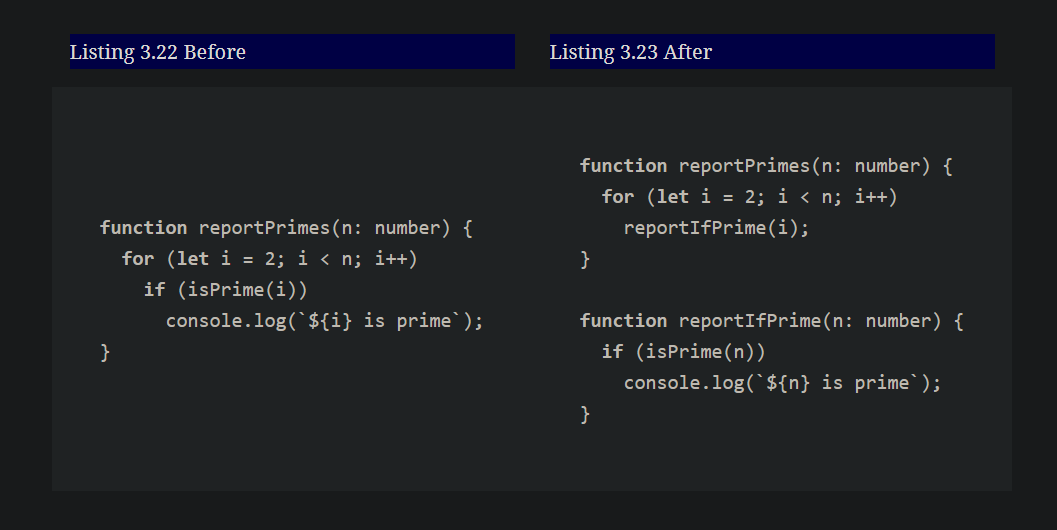 Listing 3.22 Before
function reportPrimes(n: number) {
  for (let i = 2; i < n; i++)
    if (isPrime(i))
      console.log(`${i} is prime`);
}
Listing 3.23 After
function reportPrimes(n: number) {
  for (let i = 2; i < n; i++)
    reportIfPrime(i);
}
function reportIfPrime(n: number) {
  if (isPrime(n))
    console.log(`${n} is prime`);
}